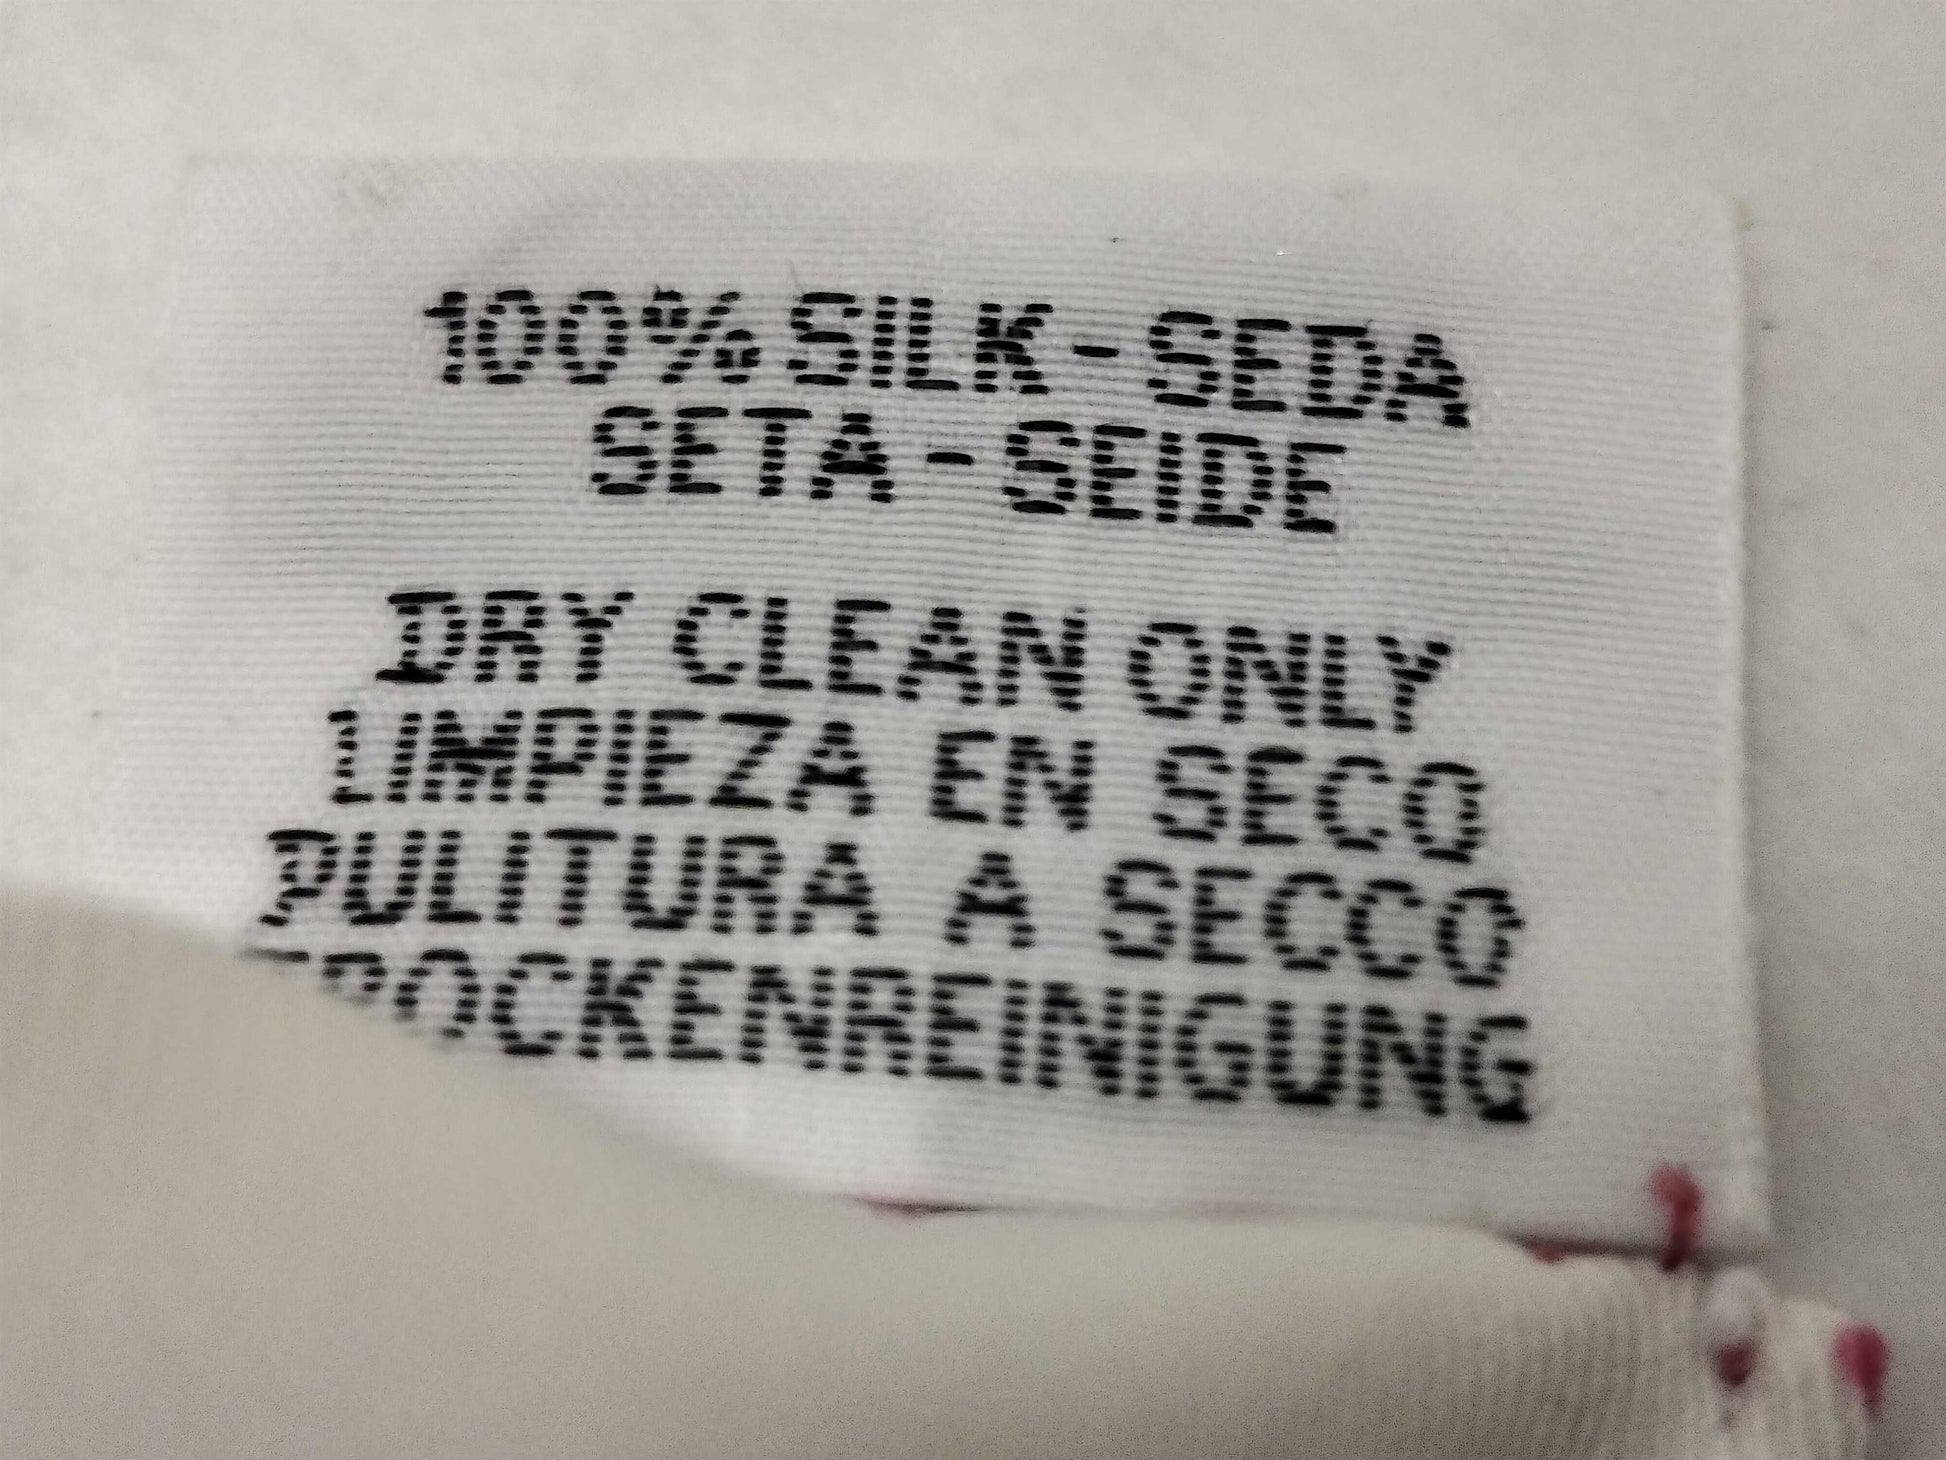 100% SILK - SEDA
SETA - SEIDE
DRY CLEAN ONLY
LIMPIEZA EN SECO
PULITURA A SECCO
TROCKENREINIGUNG